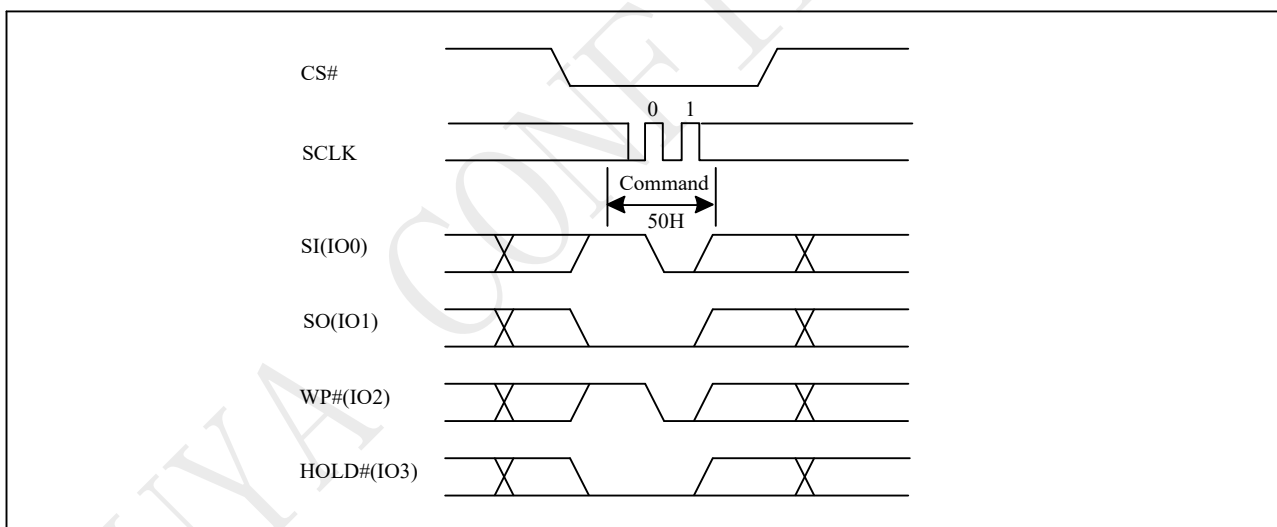 CS#
0 1
SCLK
Command
50H
SI(IO0)
SO(IO1)
WP#(IO2)
HOLD#(IO3)